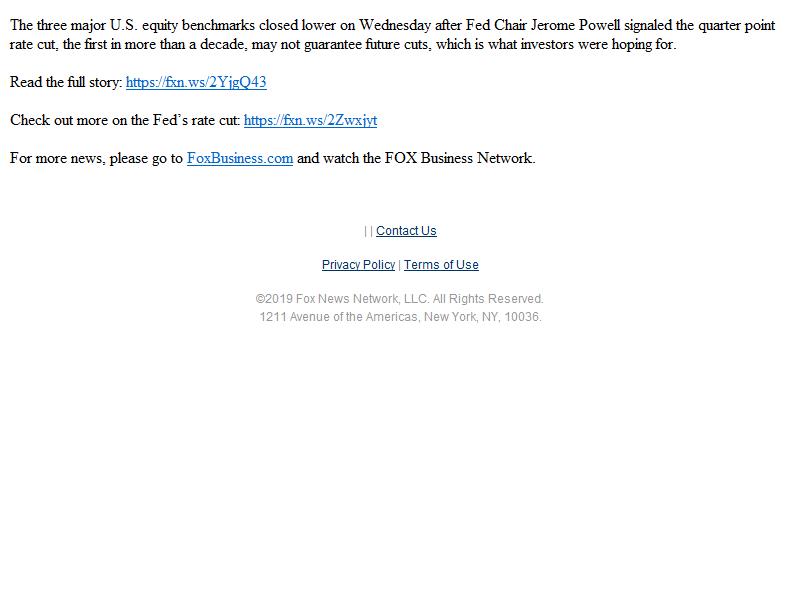 The three major U.S. equity benchmarks closed lower on Wednesday after Fed Chair Jerome Powell signaled the quarter point
rate cut, the first in more than a decade, may not guarantee future cuts, which is what investors were hoping for.
Read the full story: https://fxn.ws/2YjgQ43
Check out more on the Fed's rate cut: https://fxn.ws/2Zwxjyt
For more news, please go to FoxBusiness.com and watch the FOX Business Network.
| | Contact Us
Privacy Policy | Terms of Use
©2019 Fox News Network, LLC. All Rights Reserved.
1211 Avenue of the Americas, New York, NY, 10036.